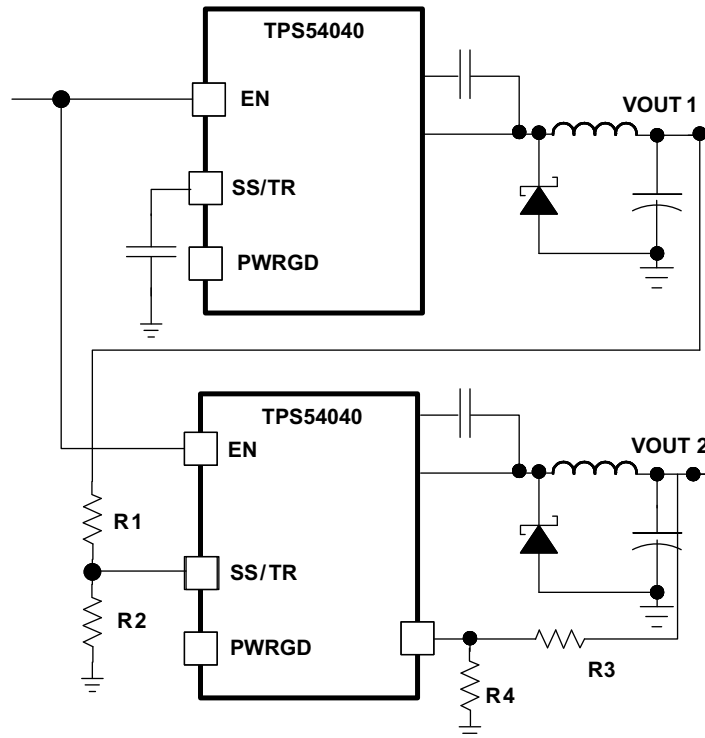 TPS54040
EN
VOUT 1
SS/TR
PWRGD
TPS54040
EN
VOUT 2
R1
SS/TR
R2
PWRGD
R3
R4